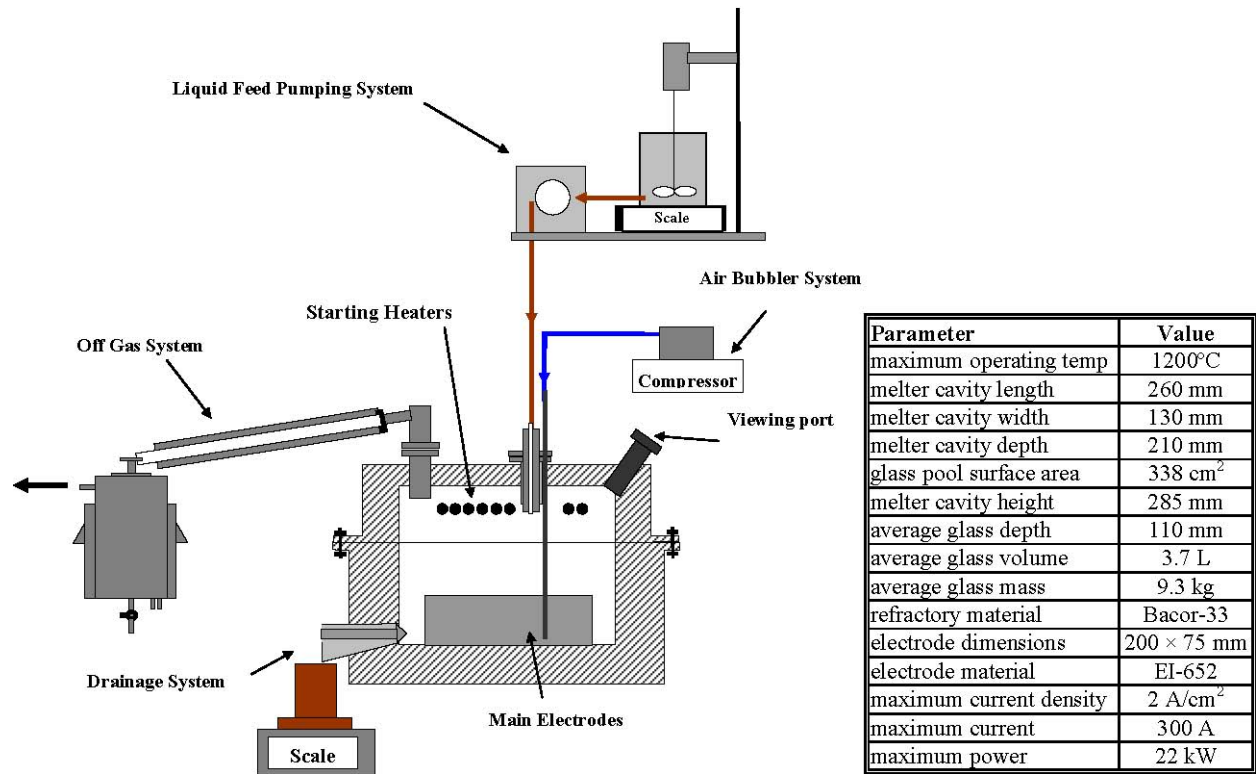 Liquid Feed Pumping System
Scale
Air Bubbler System
Starting Heaters
Off Gas System
Compressor
Viewing port
Drainage System
Main Electrodes
Scale
Parameter Value
maximum operating temp 1200°C
melter cavity length 260 mm
melter cavity width 130 mm
melter cavity depth 210 mm
glass pool surface area 338 cm²
melter cavity height 285 mm
average glass depth 110 mm
average glass volume 3.7 L
average glass mass 9.3 kg
refractory material Bacor-33
electrode dimensions 200 × 75 mm
electrode material EI-652
maximum current density 2 A/cm²
maximum current 300 A
maximum power 22 kW